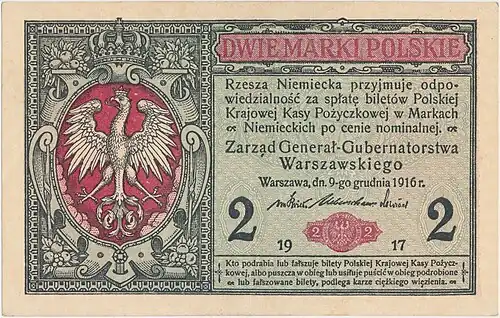 DWIE MARKI POLSKIE
Rzesza Niemiecka przyjmuje odpo-
wiedzialność za spłatę biletów Polskiej
Krajowej Kasy Pożyczkowej w Markach
Niemieckich po cenie nominalnej.
Zarząd Generał-Gubernatorstwa
Warszawskiego
Warszawa, dn. 9-go grudnia 1916 r.
2 2 2 2
19 17
Kto podrabia lub fałszuje bilety Polskiej Krajowej Kasy Pożycz-
kowej, albo puszcza w obieg lub usiłuje puścić w obieg podrobione
lub fałszowane bilety, podlega karze ciężkiego więzienia.